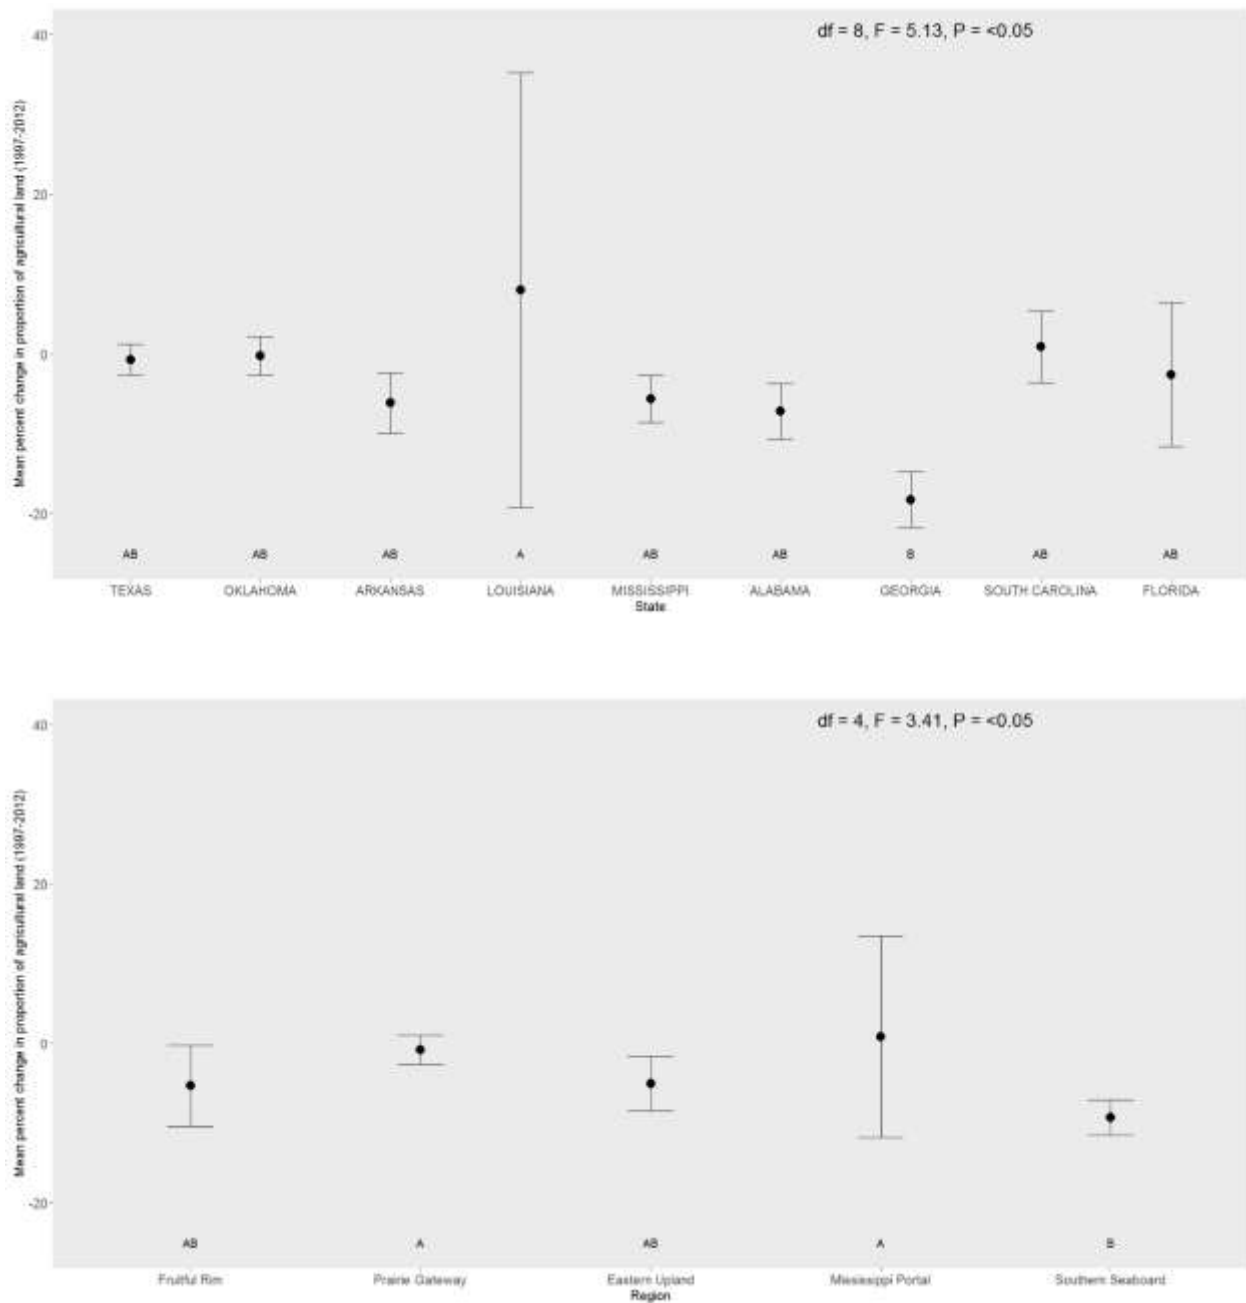 df = 8, F = 5.13, P = <0.05
Mean percent change in proportion of agricultural land (1997-2012)
40
20
0
-20
AB AB AB A AB AB B AB AB
TEXAS OKLAHOMA ARKANSAS LOUISIANA MISSISSIPPI ALABAMA GEORGIA SOUTH CAROLINA FLORIDA
State
df = 4, F = 3.41, P = <0.05
Mean percent change in proportion of agricultural land (1997-2012)
40
20
0
-20
AB A AB A B
Fruitful Rim Prairie Gateway Eastern Upland Mississippi Portal Southern Seaboard
Region